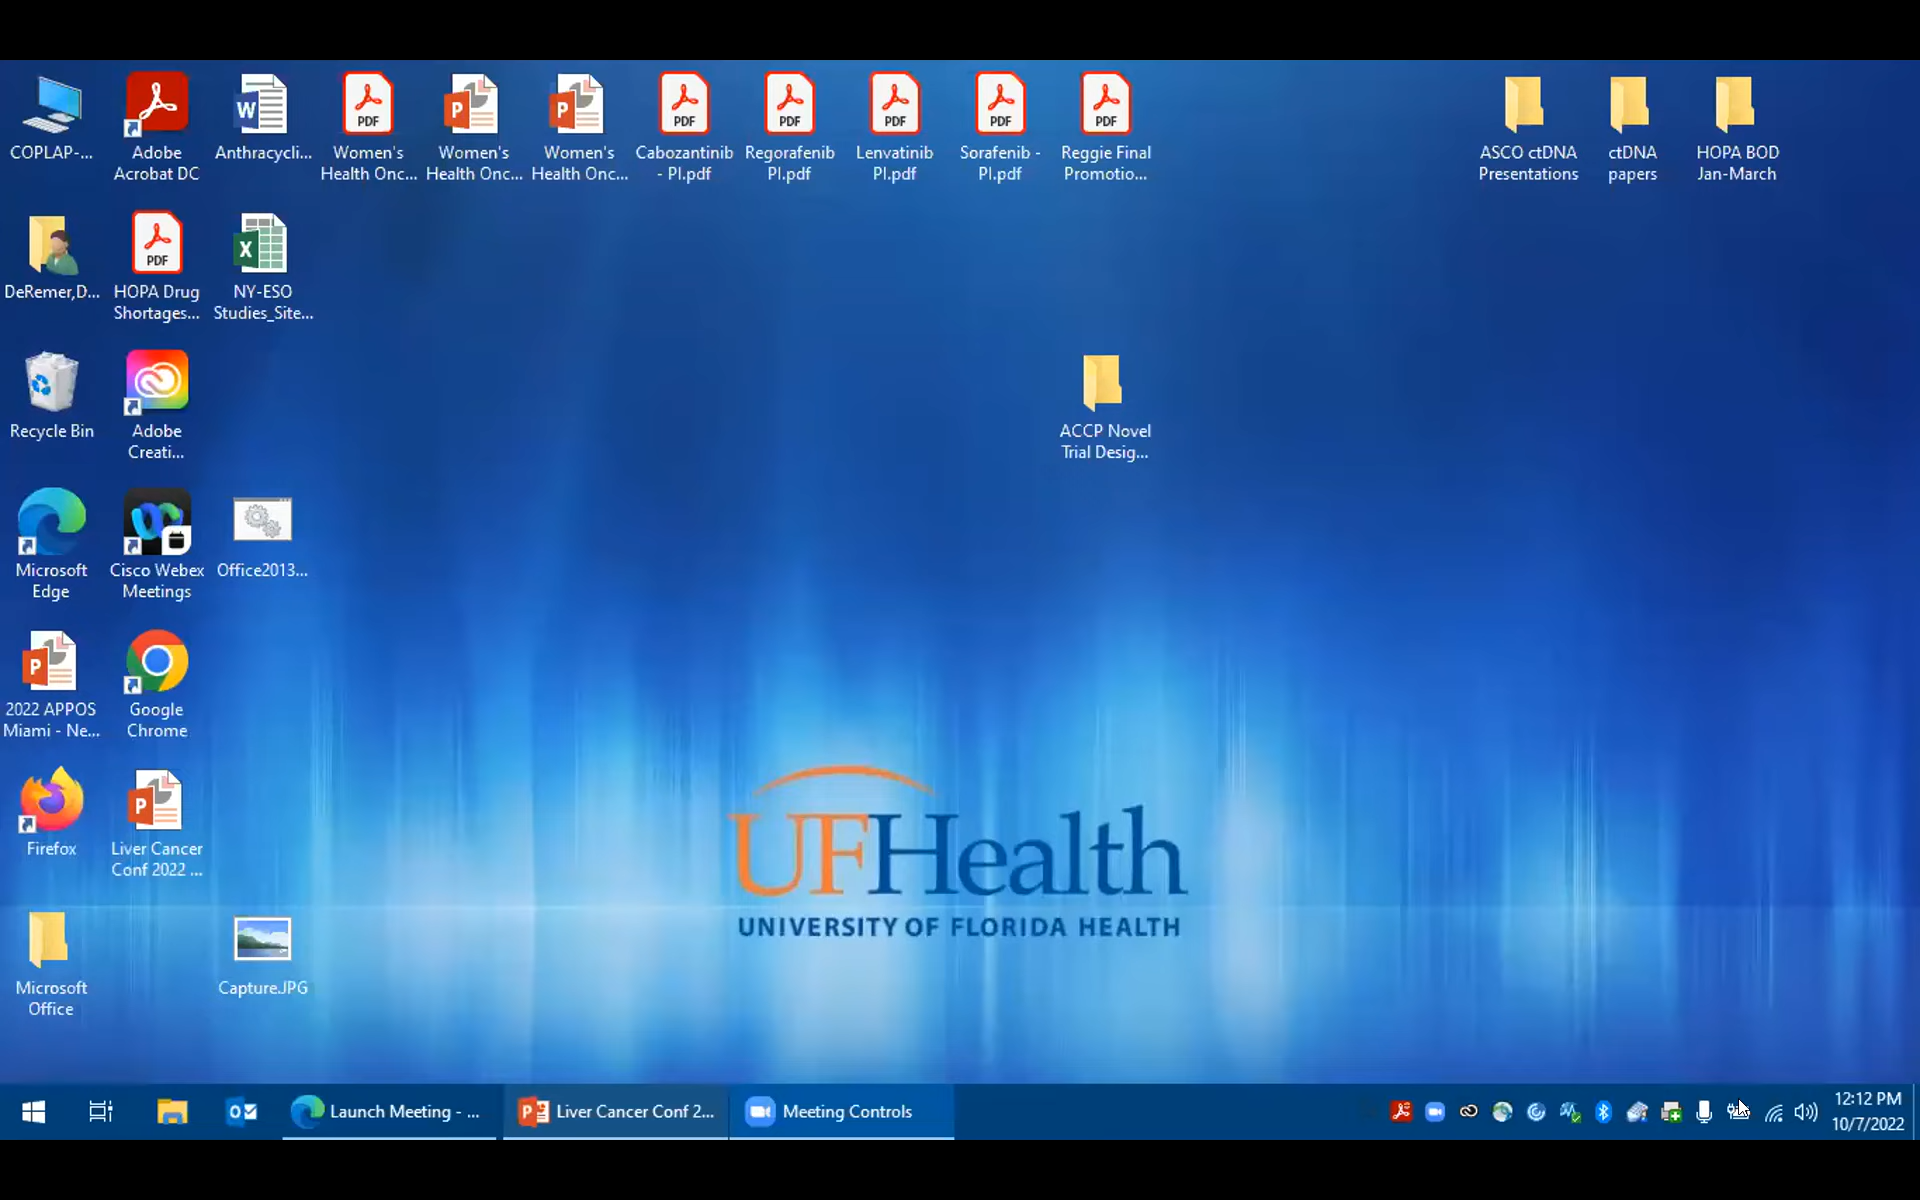 COPLAP-...
Adobe
Acrobat DC
Anthracycli...
Women's
Health Onc...
Women's
Health Onc...
Women's
Health Onc...
Cabozantinib
- PI.pdf
Regorafenib
PI.pdf
Lenvatinib
PI.pdf
Sorafenib -
PI.pdf
Reggie Final
Promotio...
ASCO ctDNA
Presentations
ctDNA
papers
HOPA BOD
Jan-March
DeRemer,D...
HOPA Drug
Shortages...
NY-ESO
Studies_Site...
Recycle Bin
Adobe
Creati...
ACCP Novel
Trial Desig...
Microsoft
Edge
Cisco Webex
Meetings
Office2013...
2022 APPOS
Miami - Ne...
Google
Chrome
Firefox
Liver Cancer
Conf 2022 ...
UFHealth
UNIVERSITY OF FLORIDA HEALTH
Microsoft
Office
Capture.JPG
Launch Meeting - ...
Liver Cancer Conf 2...
Meeting Controls
12:12 PM
10/7/2022